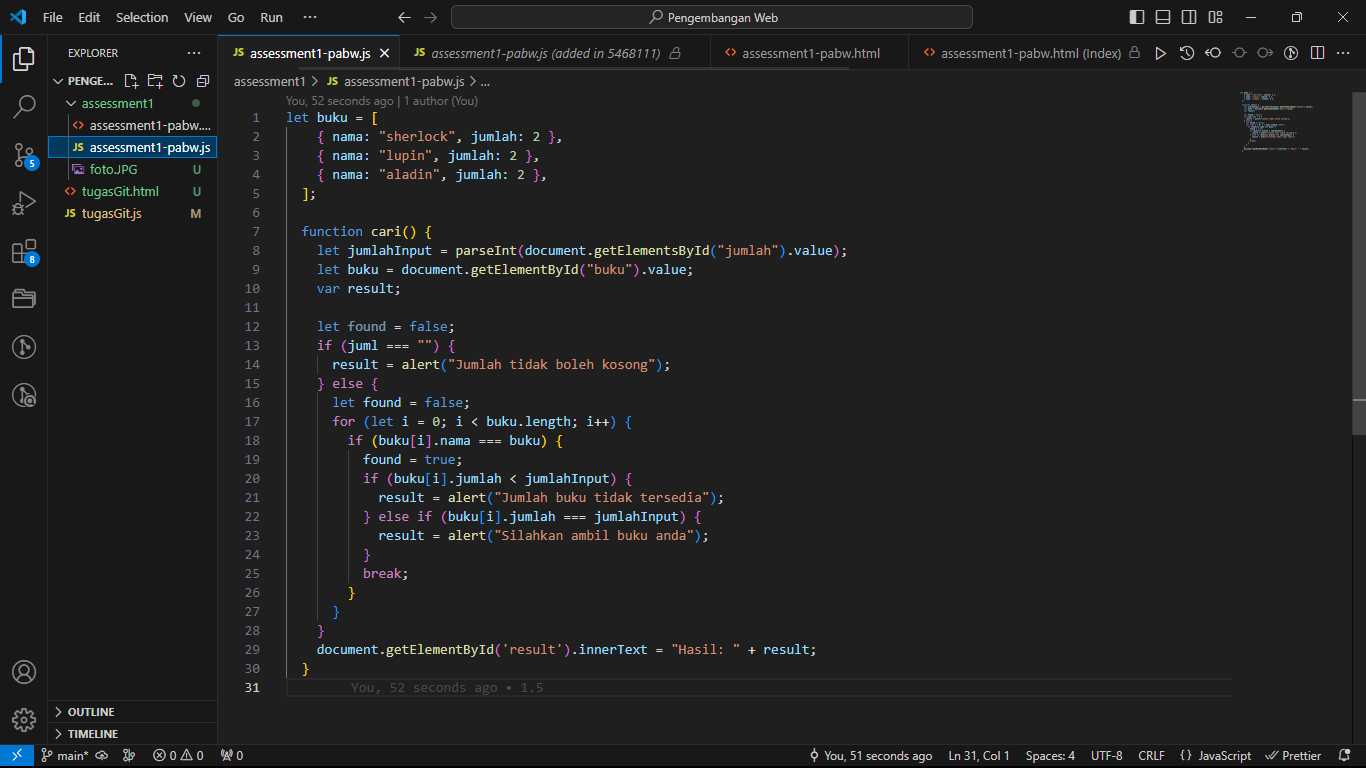 File Edit Selection View Go Run ··· Pengembangan Web
EXPLORER ···
JS assessment1-pabw.js
JS assessment1-pabw.js (added in 5468111)
<> assessment1-pabw.html
<> assessment1-pabw.html (Index)
PENGE...
assessment1
<> assessment1-pabw....
JS assessment1-pabw.js
foto.JPG U
<> tugasGit.html U
JS tugasGit.js M
5
8
OUTLINE
TIMELINE
assessment1 > JS assessment1-pabw.js > ...
You, 52 seconds ago | 1 author (You)
1 let buku = [
2 { nama: "sherlock", jumlah: 2 },
3 { nama: "lupin", jumlah: 2 },
4 { nama: "aladin", jumlah: 2 },
5 ];
6
7 function cari() {
8 let jumlahInput = parseInt(document.getElementsById("jumlah").value);
9 let buku = document.getElementById("buku").value;
10 var result;
11
12 let found = false;
13 if (juml === "") {
14 result = alert("Jumlah tidak boleh kosong");
15 } else {
16 let found = false;
17 for (let i = 0; i < buku.length; i++) {
18 if (buku[i].nama === buku) {
19 found = true;
20 if (buku[i].jumlah < jumlahInput) {
21 result = alert("Jumlah buku tidak tersedia");
22 } else if (buku[i].jumlah === jumlahInput) {
23 result = alert("Silahkan ambil buku anda");
24 }
25 break;
26 }
27 }
28 }
29 document.getElementById('result').innerText = "Hasil: " + result;
30 }
31 You, 52 seconds ago • 1.5
main* 0 0 0 You, 51 seconds ago Ln 31, Col 1 Spaces: 4 UTF-8 CRLF {} JavaScript Prettier